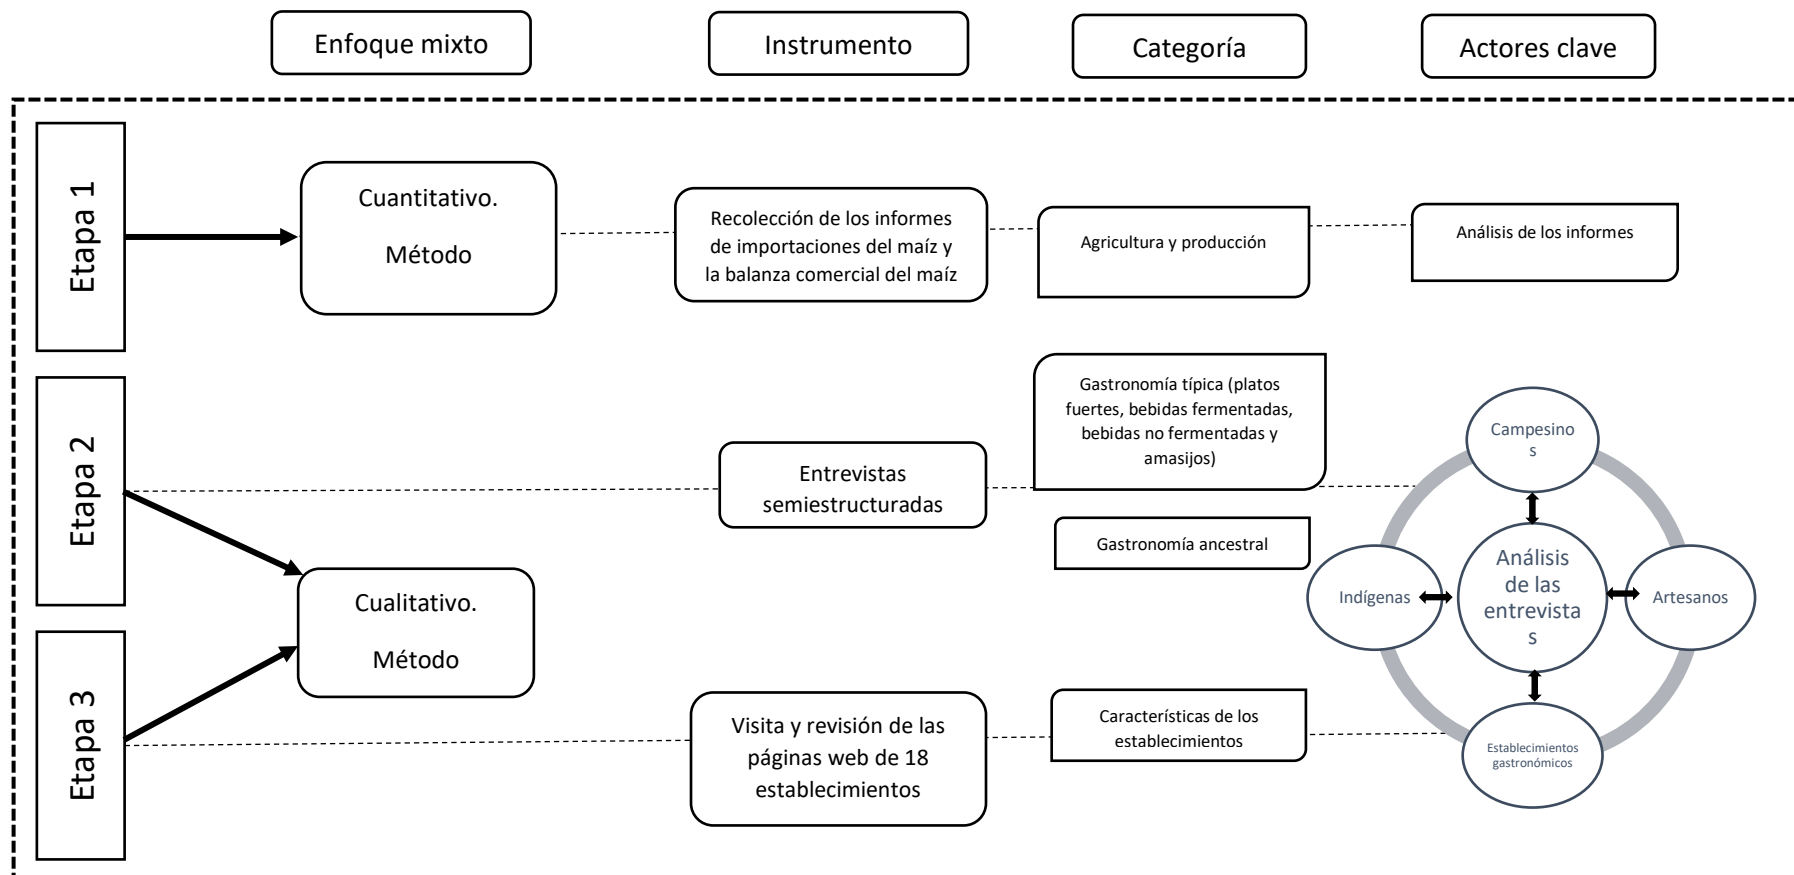 Enfoque mixto
Instrumento
Categoría
Actores clave
Etapa 1
Cuantitativo.
Método
Recolección de los informes
de importaciones del maíz y
la balanza comercial del maíz
Agricultura y producción
Análisis de los informes
Etapa 2
Entrevistas
semiestructuradas
Gastronomía típica (platos
fuertes, bebidas fermentadas,
bebidas no fermentadas y
amasijos)
Gastronomía ancestral
Cualitativo.
Método
Etapa 3
Visita y revisión de las
páginas web de 18
establecimientos
Características de los
establecimientos
Campesino
s
Indígenas
Análisis
de las
entrevista
s
Artesanos
Establecimientos
gastronómicos